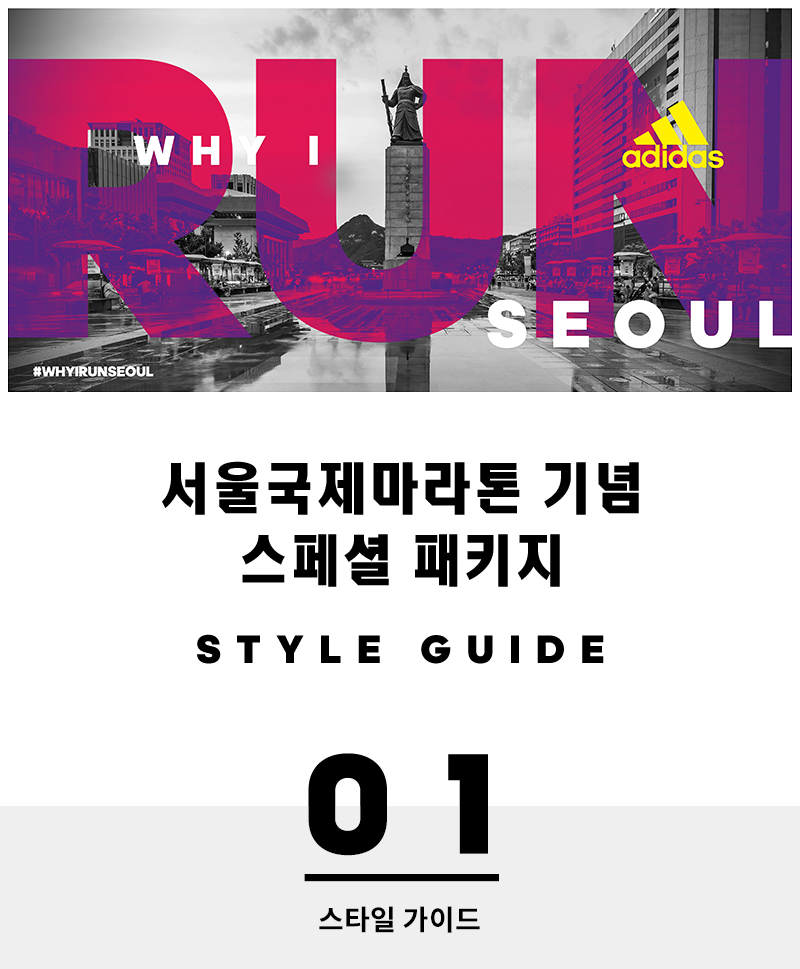 RUN
WHY I
adidas
SEOUL
#WHYIRUNSEOUL
서울국제마라톤 기념
스페셜 패키지
STYLE GUIDE
01
스타일 가이드